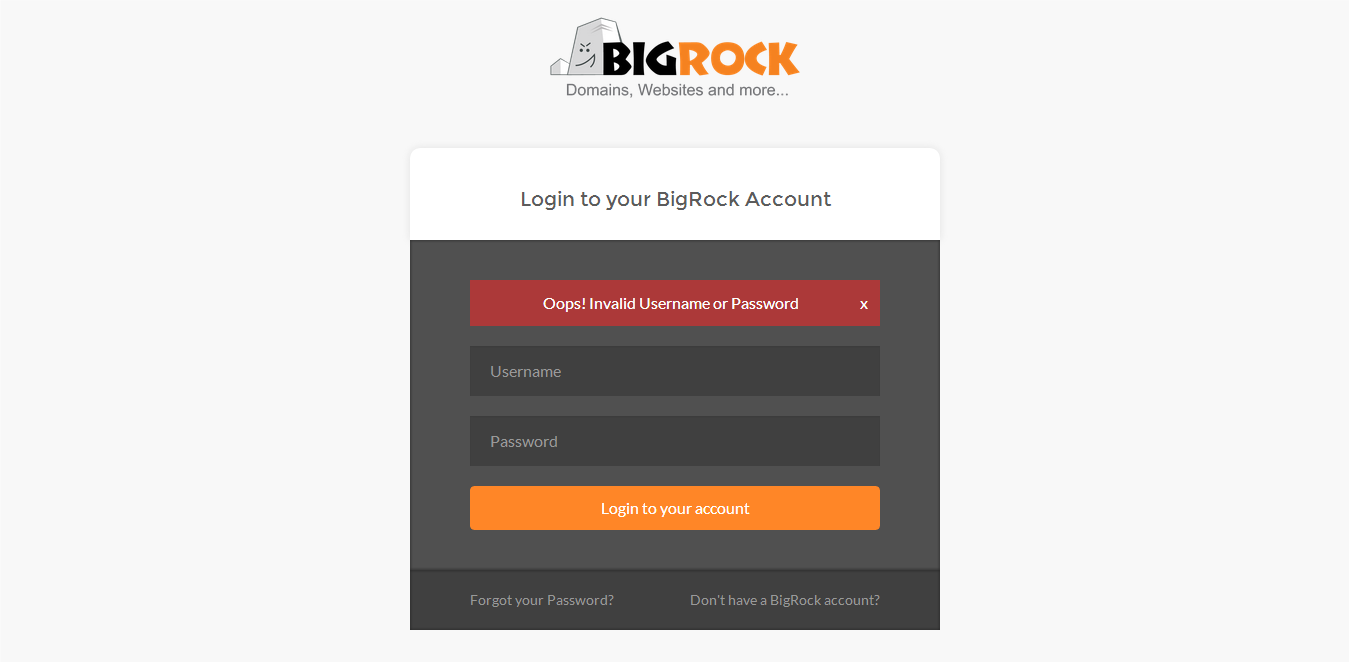 BIGROCK
Domains, Websites and more...
Login to your BigRock Account
Oops! Invalid Username or Password x
Username
Password
Login to your account
Forgot your Password? Don't have a BigRock account?